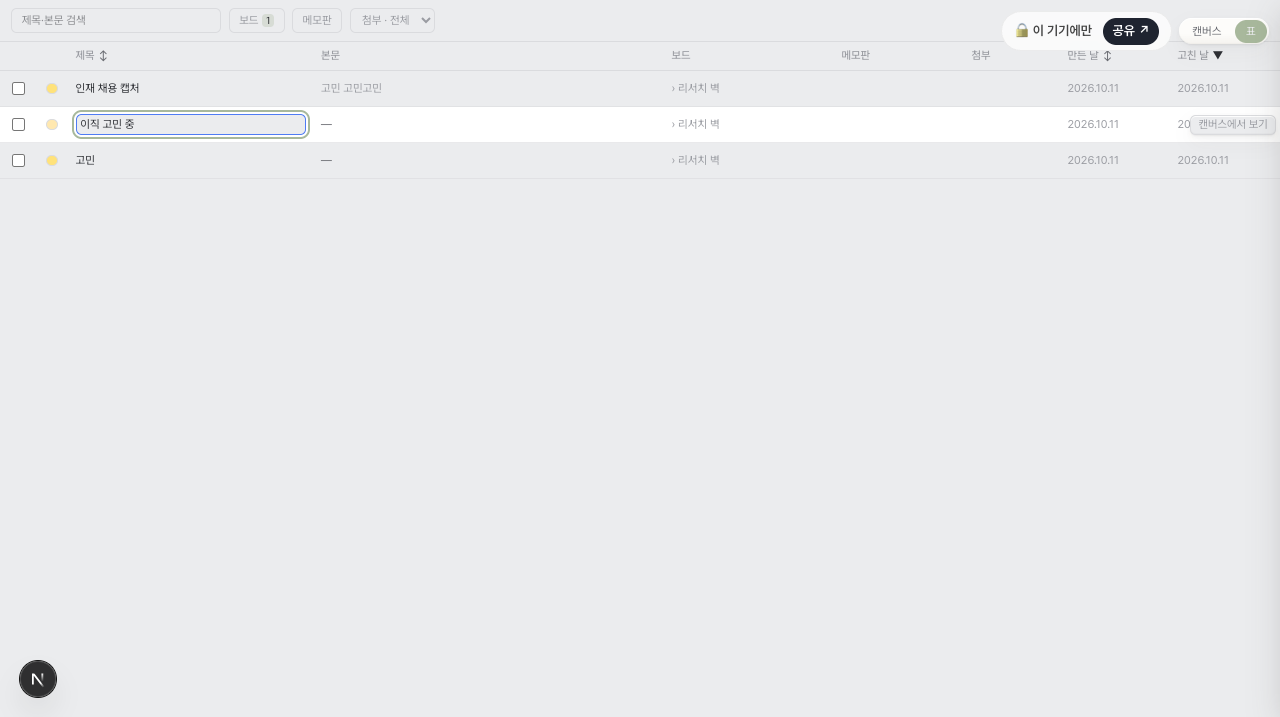 제목·본문 검색 보드 1 메모판 첨부 · 전체 이 기기에만 공유 ↗ 캔버스 표
제목 ↕ 본문 보드 메모판 첨부 만든 날 ↕ 고친 날 ▼
인재 채용 캡처 고민 고민고민 › 리서치 벽 2026.10.11 2026.10.11
이직 고민 중 — › 리서치 벽 2026.10.11 20 캔버스에서 보기
고민 — › 리서치 벽 2026.10.11 2026.10.11
N